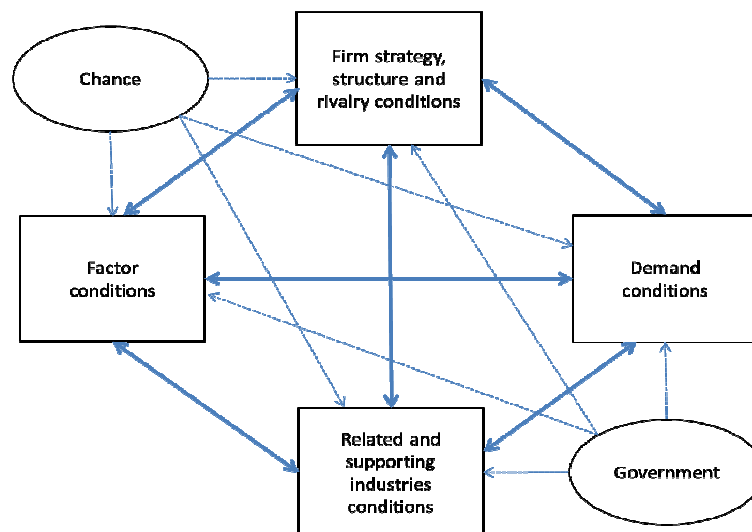 Chance
Firm strategy,
structure and
rivalry conditions
Factor
conditions
Demand
conditions
Related and
supporting
industries
conditions
Government